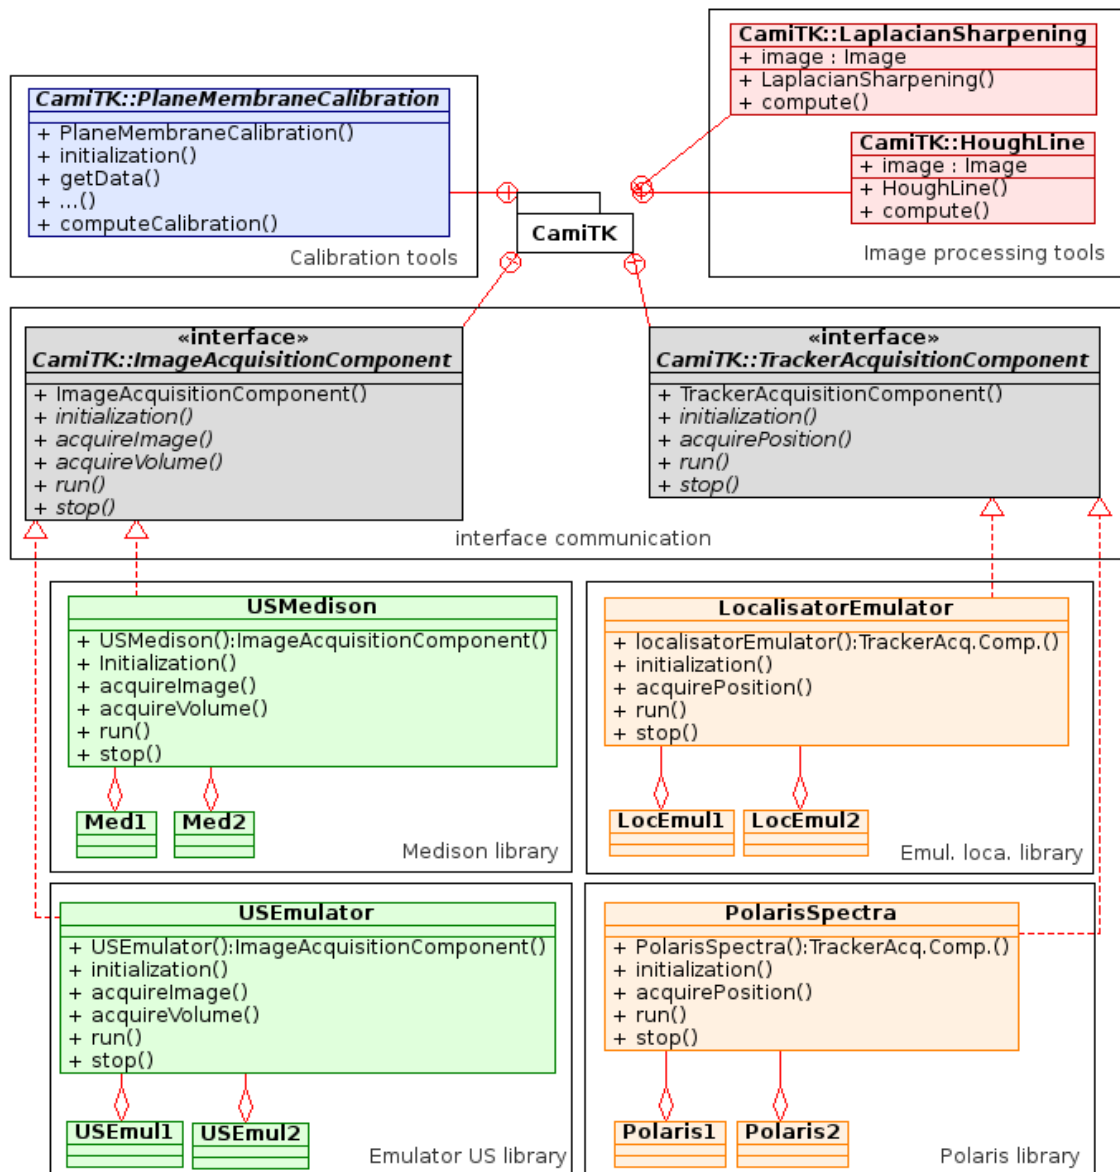 CamiTK::PlaneMembraneCalibration
+ PlaneMembraneCalibration()
+ initialization()
+ getData()
+ ...()
+ computeCalibration()
Calibration tools
CamiTK::LaplacianSharpening
+ image : Image
+ LaplacianSharpening()
+ compute()
CamiTK::HoughLine
+ image : Image
+ HoughLine()
+ compute()
Image processing tools
CamiTK
«interface»
CamiTK::ImageAcquisitionComponent
+ ImageAcquisitionComponent()
+ initialization()
+ acquireImage()
+ acquireVolume()
+ run()
+ stop()
«interface»
CamiTK::TrackerAcquisitionComponent
+ TrackerAcquisitionComponent()
+ initialization()
+ acquirePosition()
+ run()
+ stop()
interface communication
USMedison
+ USMedison():ImageAcquisitionComponent()
+ Initialization()
+ acquireImage()
+ acquireVolume()
+ run()
+ stop()
Med1
Med2
Medison library
LocalisatorEmulator
+ localisatorEmulator():TrackerAcq.Comp.()
+ initialization()
+ acquirePosition()
+ run()
+ stop()
LocEmul1
LocEmul2
Emul. loca. library
USEmulator
+ USEmulator():ImageAcquisitionComponent()
+ initialization()
+ acquireImage()
+ acquireVolume()
+ run()
+ stop()
USEmul1
USEmul2
Emulator US library
PolarisSpectra
+ PolarisSpectra():TrackerAcq.Comp.()
+ initialization()
+ acquirePosition()
+ run()
+ stop()
Polaris1
Polaris2
Polaris library